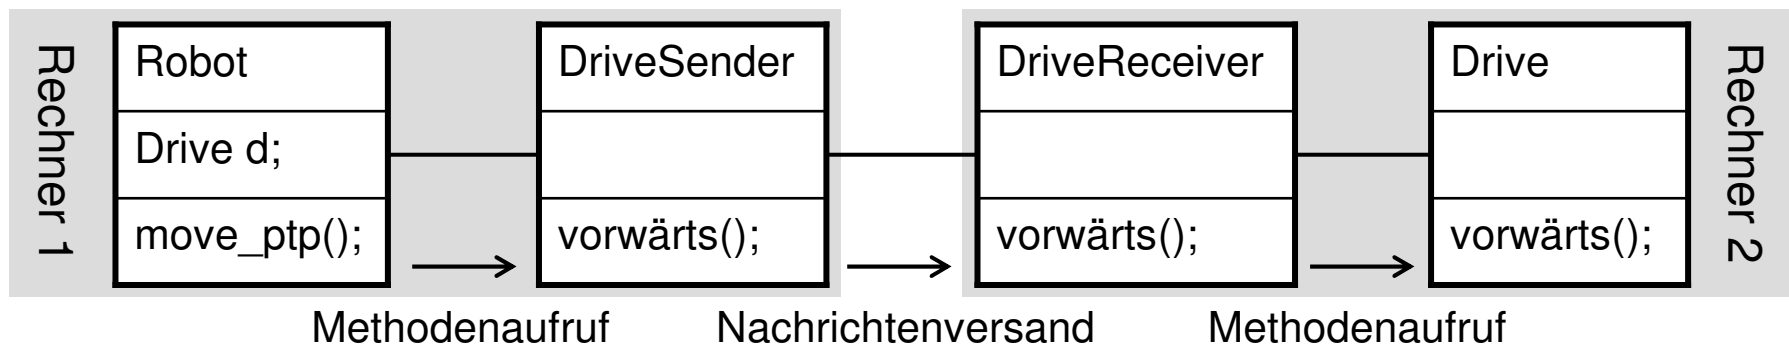 Rechner 1
Robot
Drive d;
move_ptp();
DriveSender
vorwärts();
DriveReceiver
vorwärts();
Drive
vorwärts();
Rechner 2
Methodenaufruf
Nachrichtenversand
Methodenaufruf